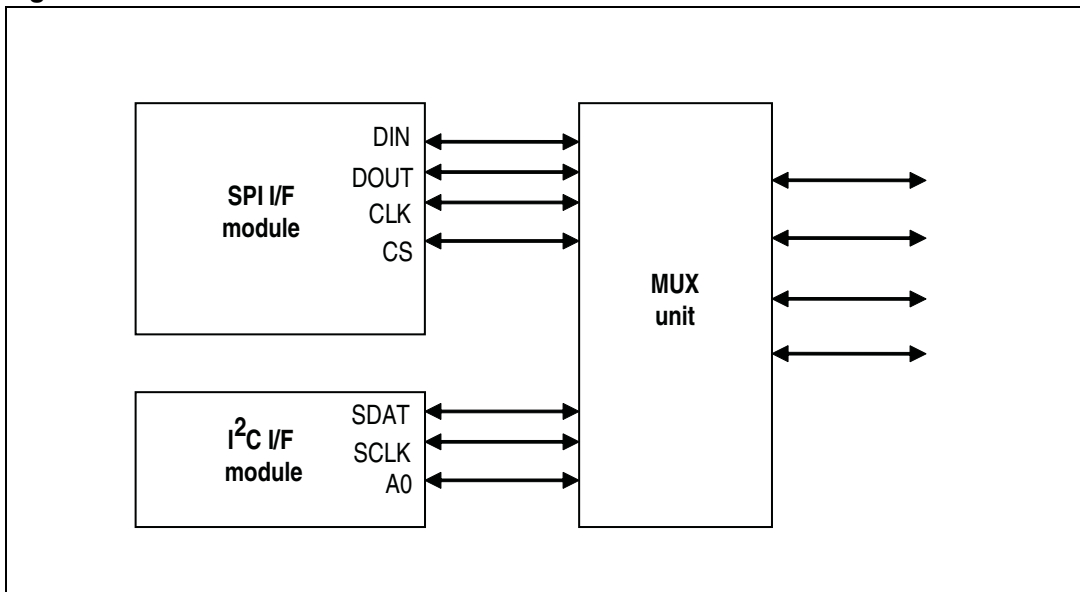 SPI I/F
module
DIN
DOUT
CLK
CS
I²C I/F
module
SDAT
SCLK
A0
MUX
unit